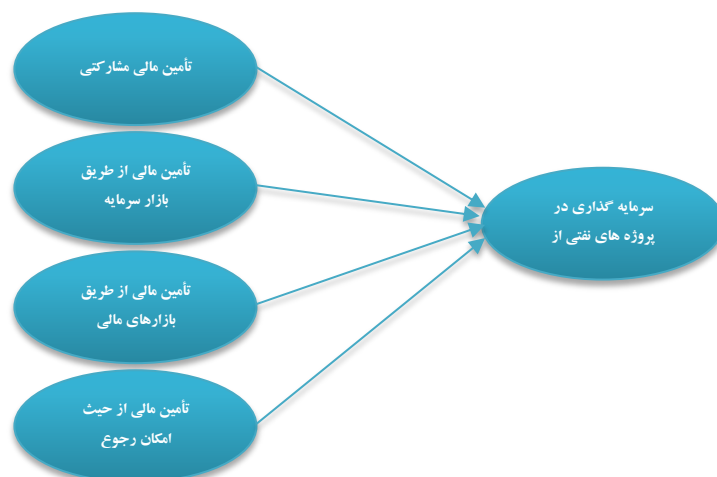 تأمین مالی مشارکتی
تأمین مالی از طریق
بازار سرمایه
سرمایه گذاری در
پروژه های نفتی از
تأمین مالی از طریق
بازارهای مالی
تأمین مالی از حیث
امکان رجوع